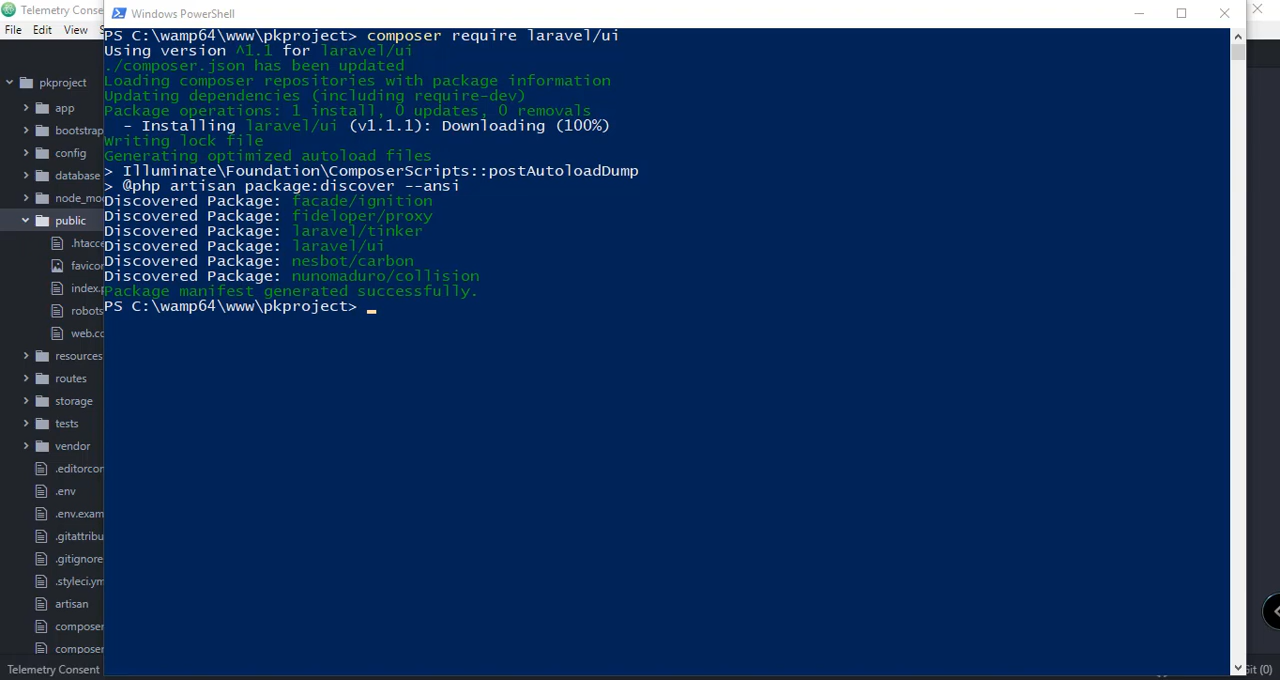 Telemetry Conse
Windows PowerShell
File Edit View
pkproject
app
bootstrap
config
database
node_mo
public
.htacce
favico
index.p
robots
web.co
resources
routes
storage
tests
vendor
.editorcon
.env
.env.exam
.gitattribu
.gitignore
.styleci.ym
artisan
composer
compose
Telemetry Consent
PS C:\wamp64\www\pkproject> composer require laravel/ui
Using version ^1.1 for laravel/ui
./composer.json has been updated
Loading composer repositories with package information
Updating dependencies (including require-dev)
Package operations: 1 install, 0 updates, 0 removals
- Installing laravel/ui (v1.1.1): Downloading (100%)
Writing lock file
Generating optimized autoload files
> Illuminate\Foundation\ComposerScripts::postAutoloadDump
> @php artisan package:discover --ansi
Discovered Package: facade/ignition
Discovered Package: fideloper/proxy
Discovered Package: laravel/tinker
Discovered Package: laravel/ui
Discovered Package: nesbot/carbon
Discovered Package: nunomaduro/collision
Package manifest generated successfully.
PS C:\wamp64\www\pkproject>
Git (0)